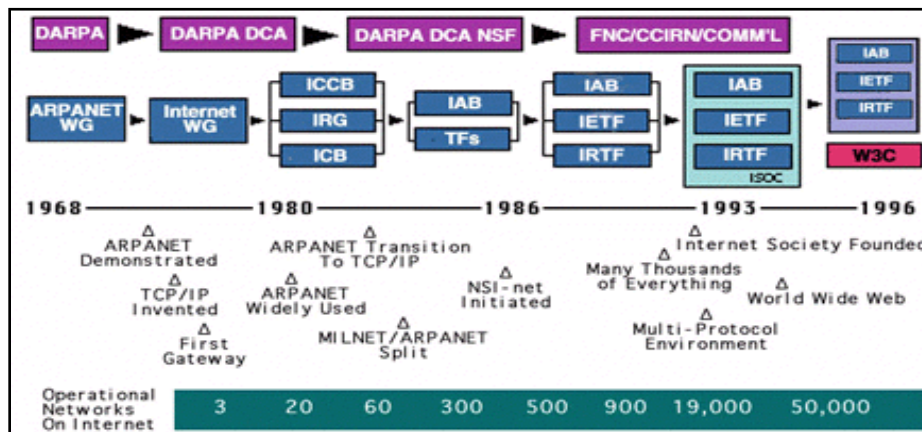 DARPA
DARPA DCA
DARPA DCA NSF
FNC/CCIRN/COMM'L
ARPANET
WG
Internet
WG
ICCB
IRG
ICB
IAB
TFs
IAB
IETF
IRTF
IAB
IETF
IRTF
ISOC
IAB
IETF
IRTF
W3C
1968 1980 1986 1993 1996
ARPANET
Demonstrated
TCP/IP
Invented
First
Gateway
ARPANET
Widely Used
ARPANET Transition
To TCP/IP
MILNET/ARPANET
Split
NSI-net
Initiated
Many Thousands
of Everything
Internet Society Founded
World Wide Web
Multi-Protocol
Environment
Operational
Networks
On Internet
3 20 60 300 500 900 19,000 50,000